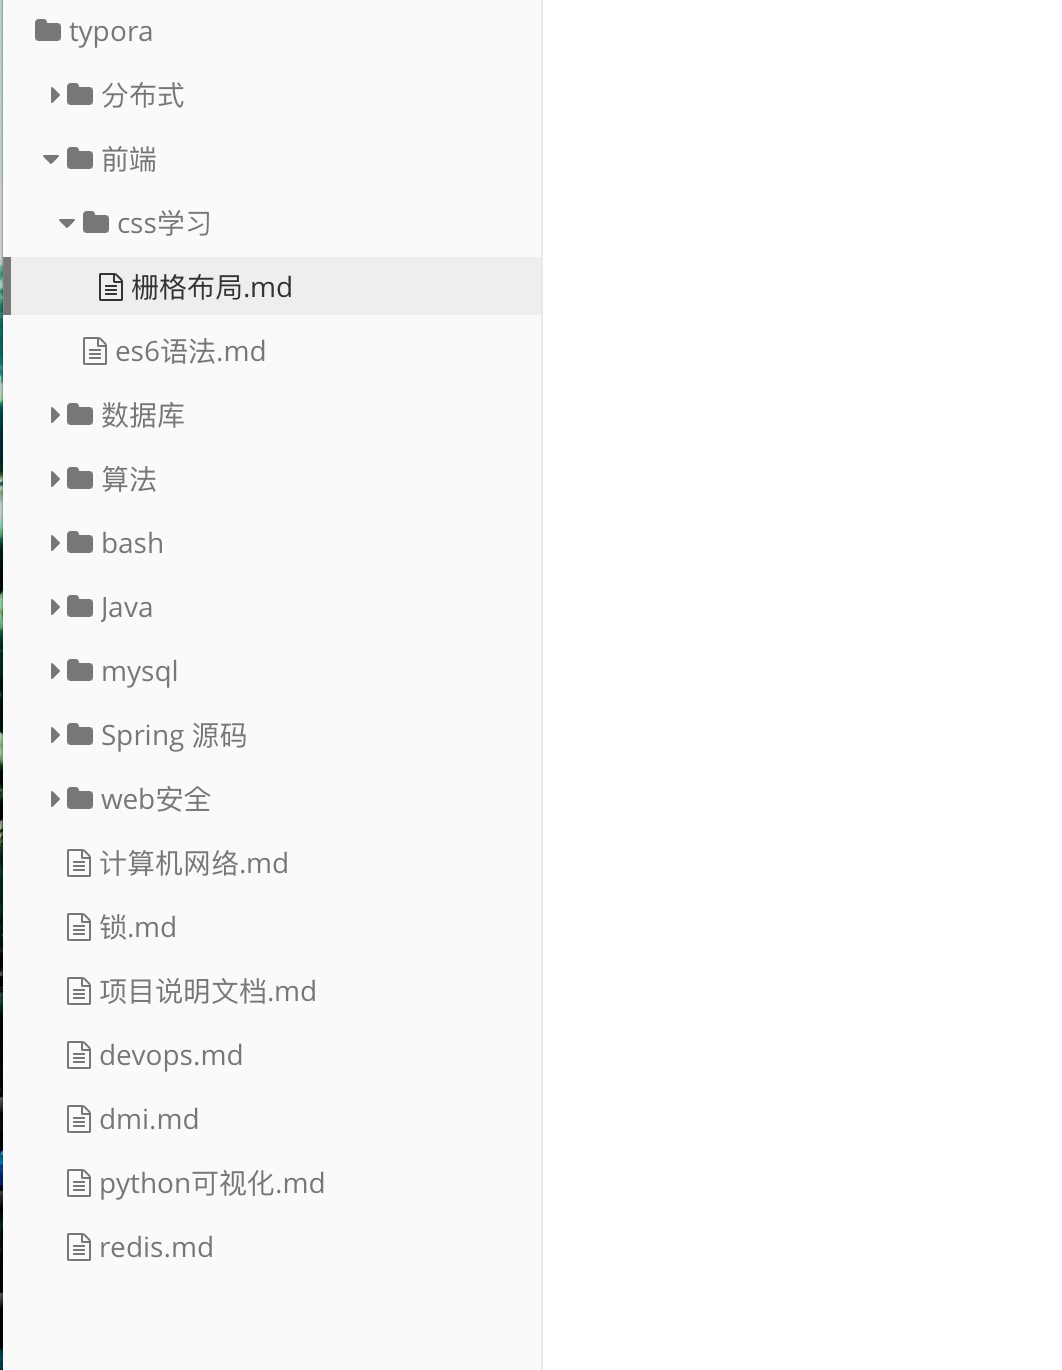 typora
分布式
前端
css学习
栅格布局.md
es6语法.md
数据库
算法
bash
Java
mysql
Spring 源码
web安全
计算机网络.md
锁.md
项目说明文档.md
devops.md
dmi.md
python可视化.md
redis.md